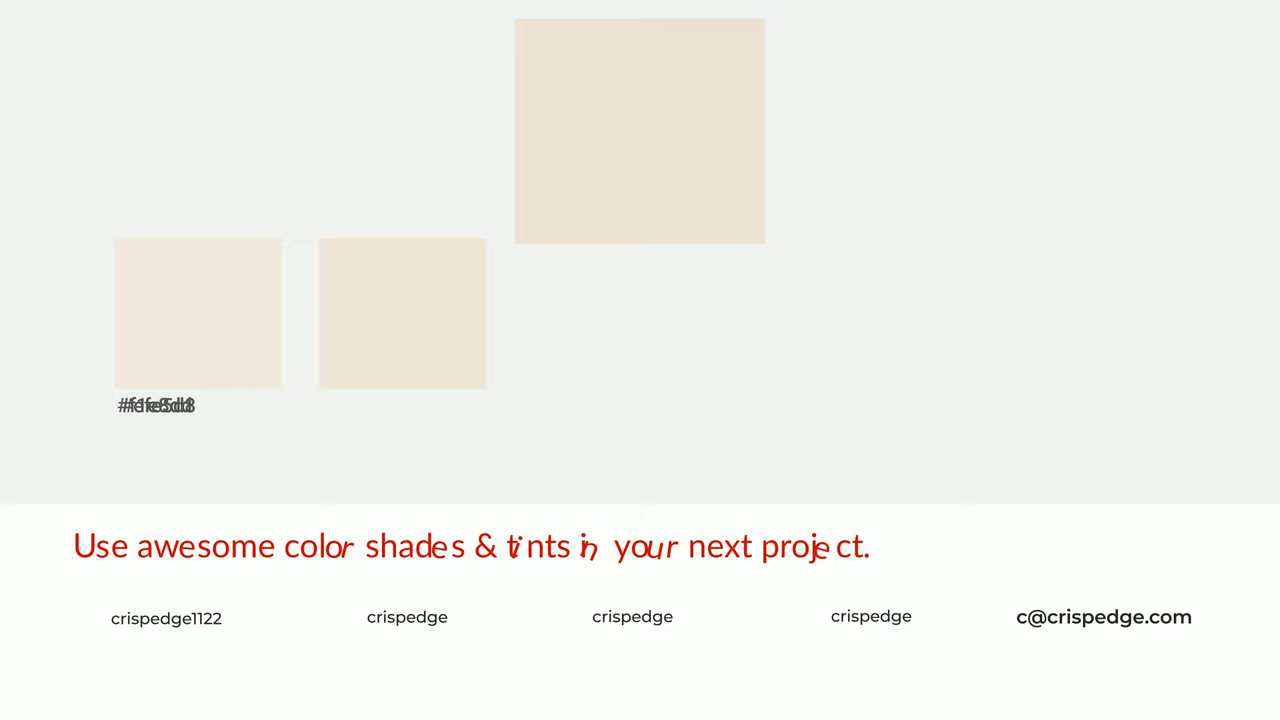 Use awesome color shades & tints in your next project.
crispedge1122 crispedge crispedge crispedge c@crispedge.com